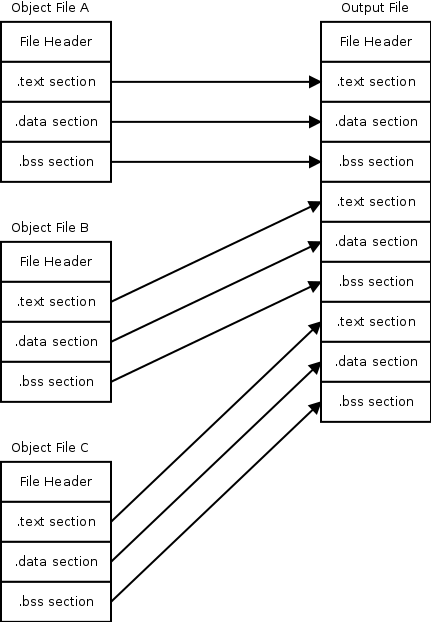 Object File A
File Header
.text section
.data section
.bss section
Object File B
File Header
.text section
.data section
.bss section
Object File C
File Header
.text section
.data section
.bss section
Output File
File Header
.text section
.data section
.bss section
.text section
.data section
.bss section
.text section
.data section
.bss section